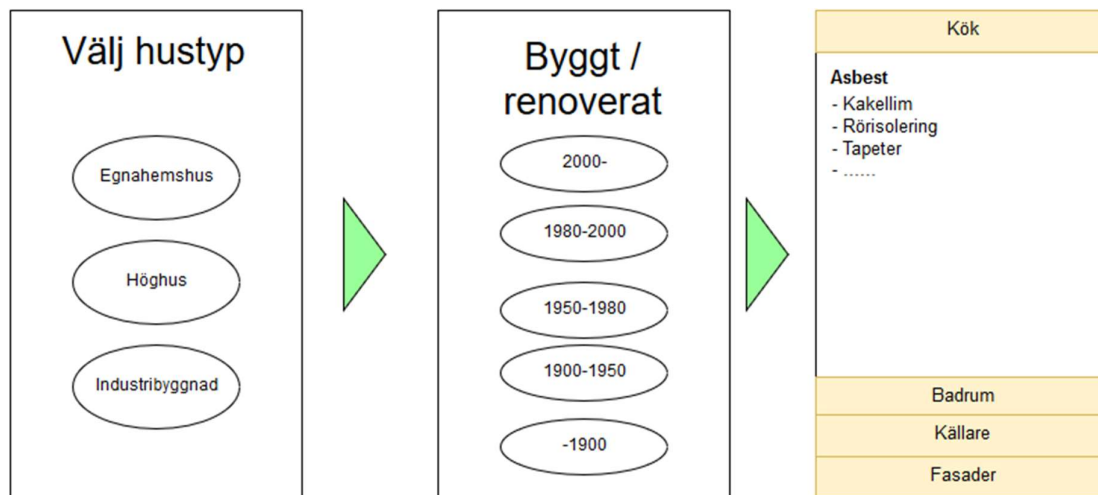 Välj hustyp
Egnahemshus
Höghus
Industribyggnad
Byggt /
renoverat
2000-
1980-2000
1950-1980
1900-1950
-1900
Kök
Asbest
- Kakellim
- Rörisolering
- Tapeter
- ......
Badrum
Källare
Fasader